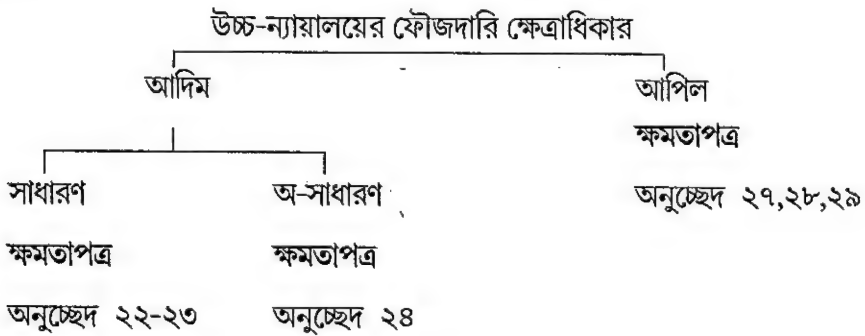 উচ্চ-ন্যায়ালয়ের ফৌজদারি ক্ষেত্রাধিকার
আদিম আপিল
ক্ষমতাপত্র
সাধারণ অ-সাধারণ অনুচ্ছেদ ২৭,২৮,২৯
ক্ষমতাপত্র ক্ষমতাপত্র
অনুচ্ছেদ ২২-২৩ অনুচ্ছেদ ২৪